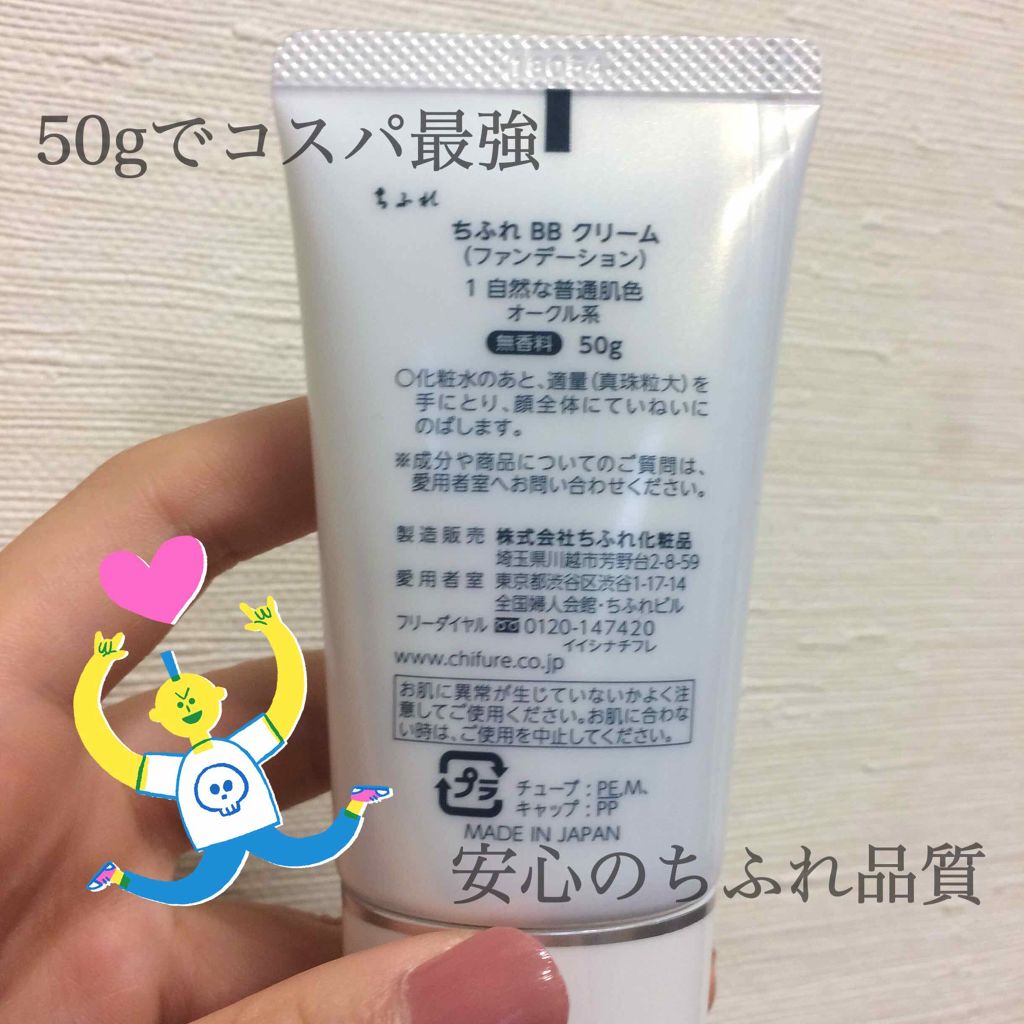 50gでコスパ最強
ちふれ
ちふれ BB クリーム
(ファンデーション)
1 自然な普通肌色
オークル系
無香料 50g
○化粧水のあと、適量(真珠粒大)を
手にとり、顔全体にていねいに
のばします。
※成分や商品についてのご質問は、
愛用者室へお問い合わせください。
製造販売 株式会社ちふれ化粧品
埼玉県川越市芳野台2-8-59
愛用者室 東京都渋谷区渋谷1-17-14
全国婦人会館・ちふれビル
フリーダイヤル 0120-147420
イイシナチフレ
www.chifure.co.jp
お肌に異常が生じていないかよく注
意してご使用ください。お肌に合わな
い時は、ご使用を中止してください。
プラ チューブ : PE,M、
キャップ : PP
MADE IN JAPAN
安心のちふれ品質